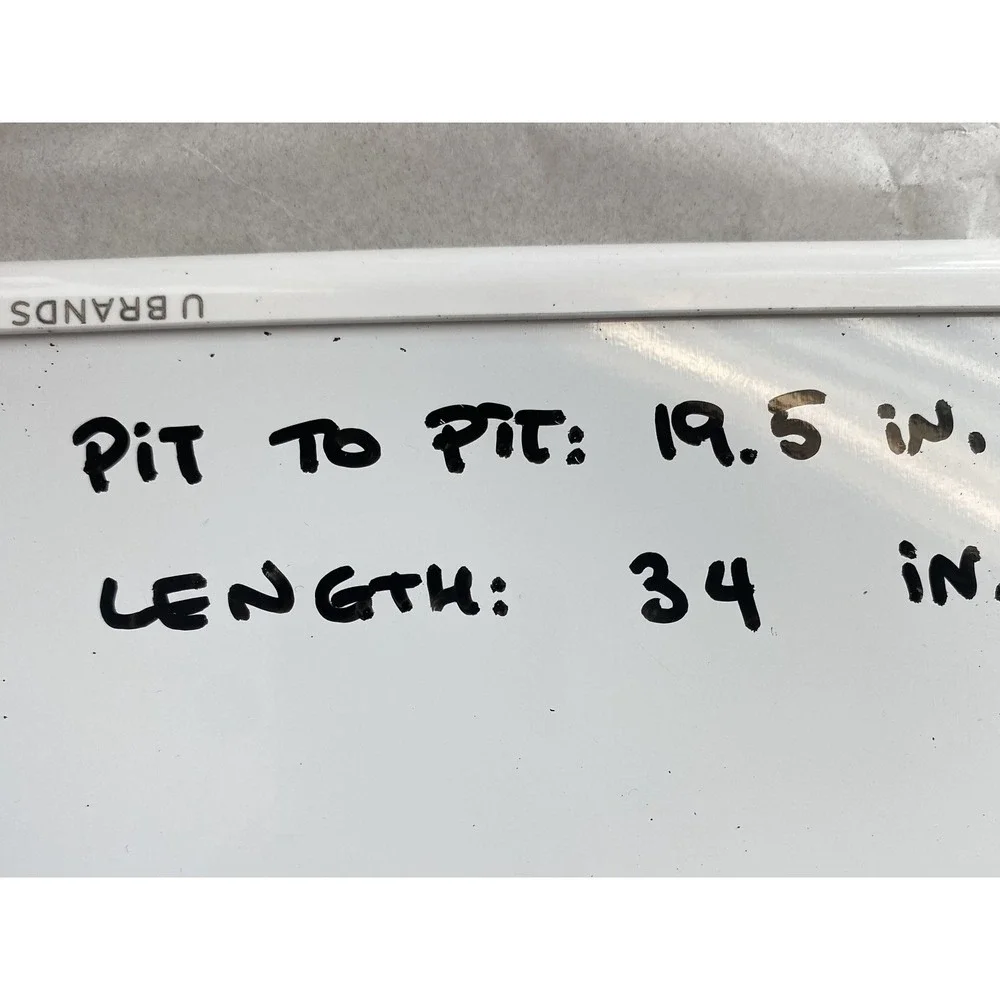 U BRANDS
PiT TO PiT: 19.5 iN.
LENGTH: 34 iN.